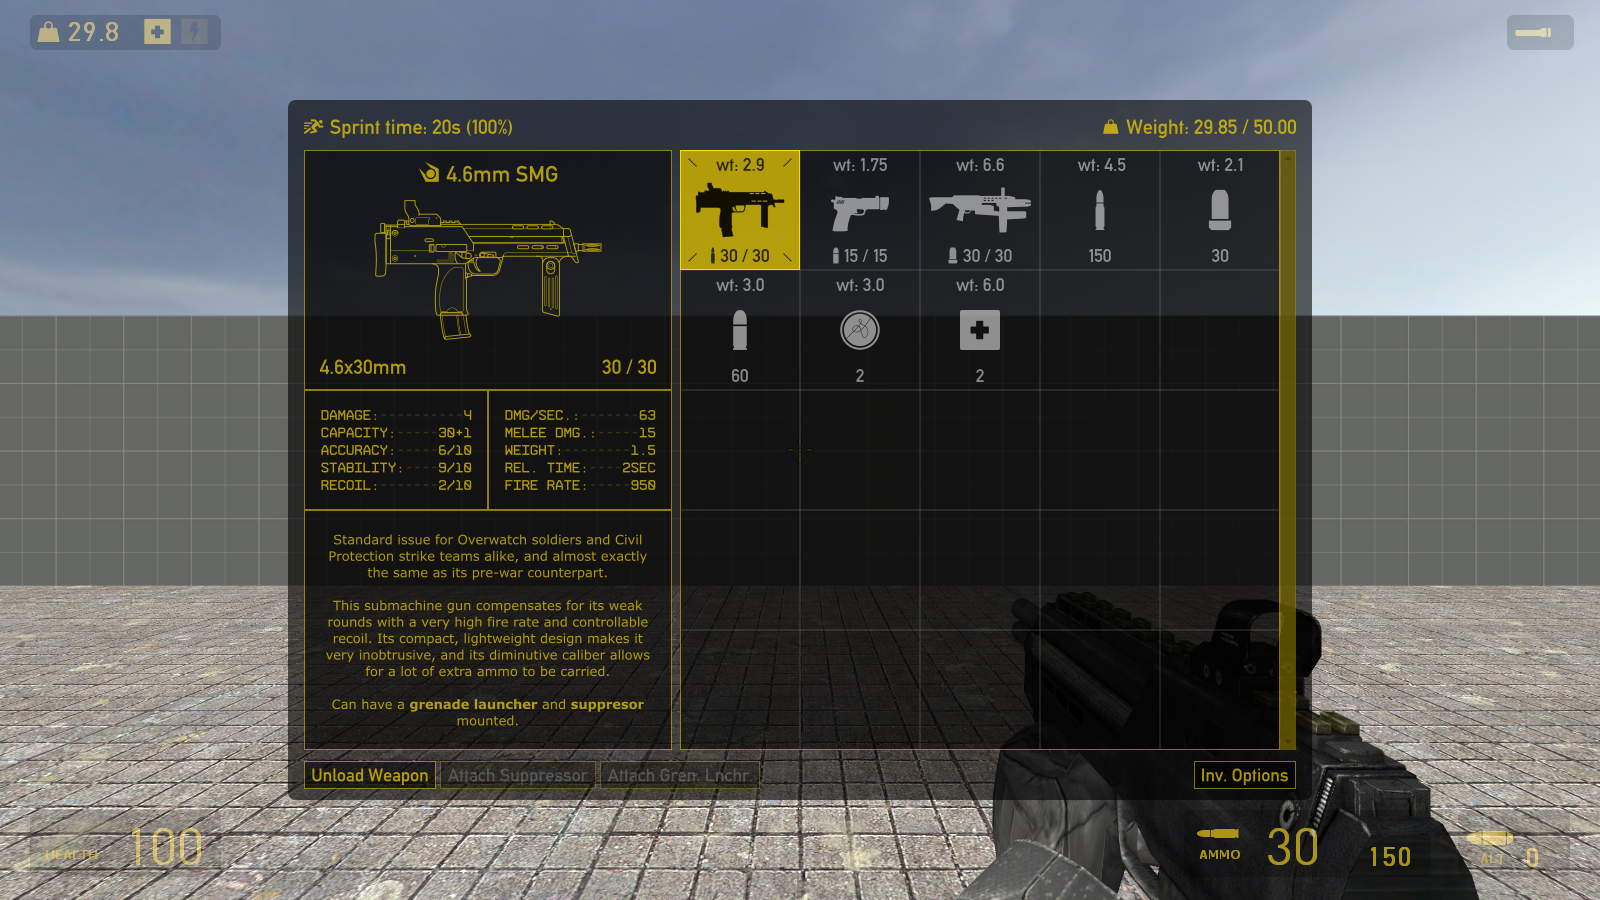 29.8
Sprint time: 20s (100%)
Weight: 29.85 / 50.00
4.6mm SMG
4.6x30mm
30 / 30
DAMAGE: 4
CAPACITY: 30+1
ACCURACY: 6/10
STABILITY: 9/10
RECOIL: 2/10
DMG/SEC.: 63
MELEE DMG.: 15
WEIGHT: 1.5
REL. TIME: 2SEC
FIRE RATE: 950
Standard issue for Overwatch soldiers and Civil
Protection strike teams alike, and almost exactly
the same as its pre-war counterpart.
This submachine gun compensates for its weak
rounds with a very high fire rate and controllable
recoil. Its compact, lightweight design makes it
very inobtrusive, and its diminutive caliber allows
for a lot of extra ammo to be carried.
Can have a grenade launcher and suppresor
mounted.
wt: 2.9
wt: 1.75
wt: 6.6
wt: 4.5
wt: 2.1
30 / 30
15 / 15
30 / 30
150
30
wt: 3.0
wt: 3.0
wt: 6.0
60
2
2
Unload Weapon
Attach Suppressor
Attach Gren. Lnchr.
Inv. Options
HEALTH 100
AMMO 30 150
ALT 0